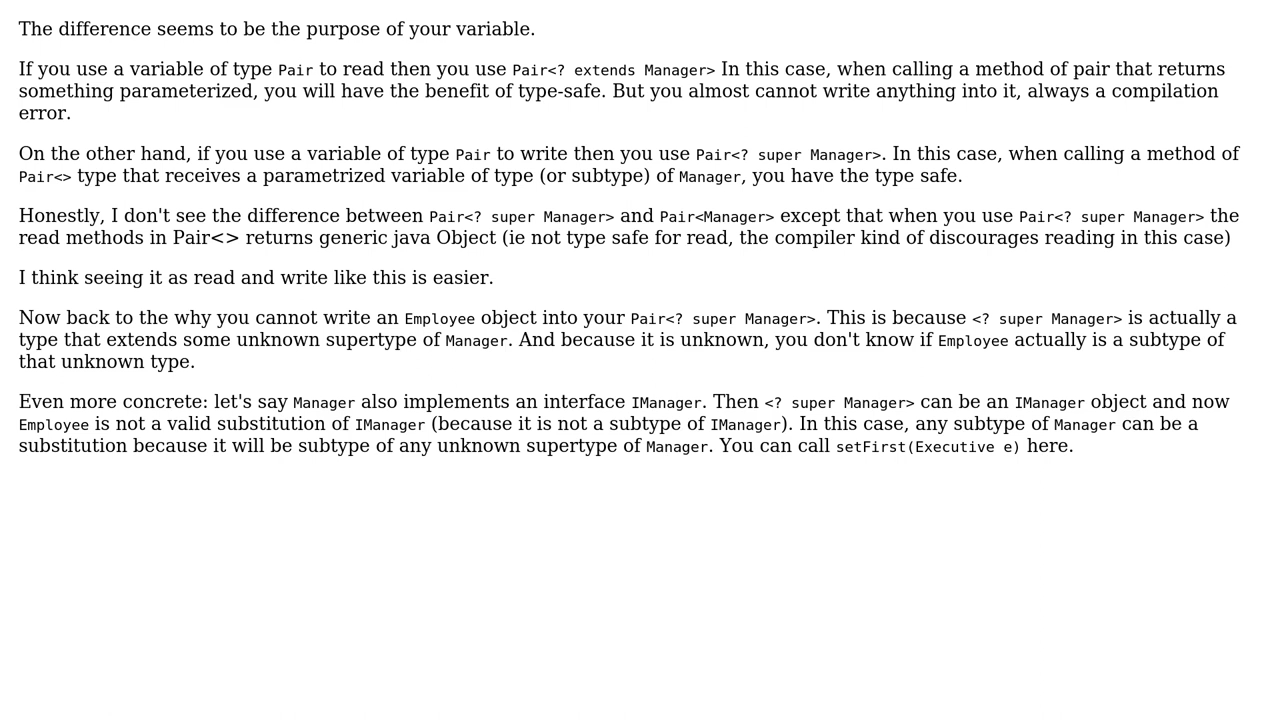 The difference seems to be the purpose of your variable.
If you use a variable of type Pair to read then you use Pair<? extends Manager> In this case, when calling a method of pair that returns
something parameterized, you will have the benefit of type-safe. But you almost cannot write anything into it, always a compilation
error.
On the other hand, if you use a variable of type Pair to write then you use Pair<? super Manager>. In this case, when calling a method of
Pair<> type that receives a parametrized variable of type (or subtype) of Manager, you have the type safe.
Honestly, I don't see the difference between Pair<? super Manager> and Pair<Manager> except that when you use Pair<? super Manager> the
read methods in Pair<> returns generic java Object (ie not type safe for read, the compiler kind of discourages reading in this case)
I think seeing it as read and write like this is easier.
Now back to the why you cannot write an Employee object into your Pair<? super Manager>. This is because <? super Manager> is actually a
type that extends some unknown supertype of Manager. And because it is unknown, you don't know if Employee actually is a subtype of
that unknown type.
Even more concrete: let's say Manager also implements an interface IManager. Then <? super Manager> can be an IManager object and now
Employee is not a valid substitution of IManager (because it is not a subtype of IManager). In this case, any subtype of Manager can be a
substitution because it will be subtype of any unknown supertype of Manager. You can call setFirst(Executive e) here.